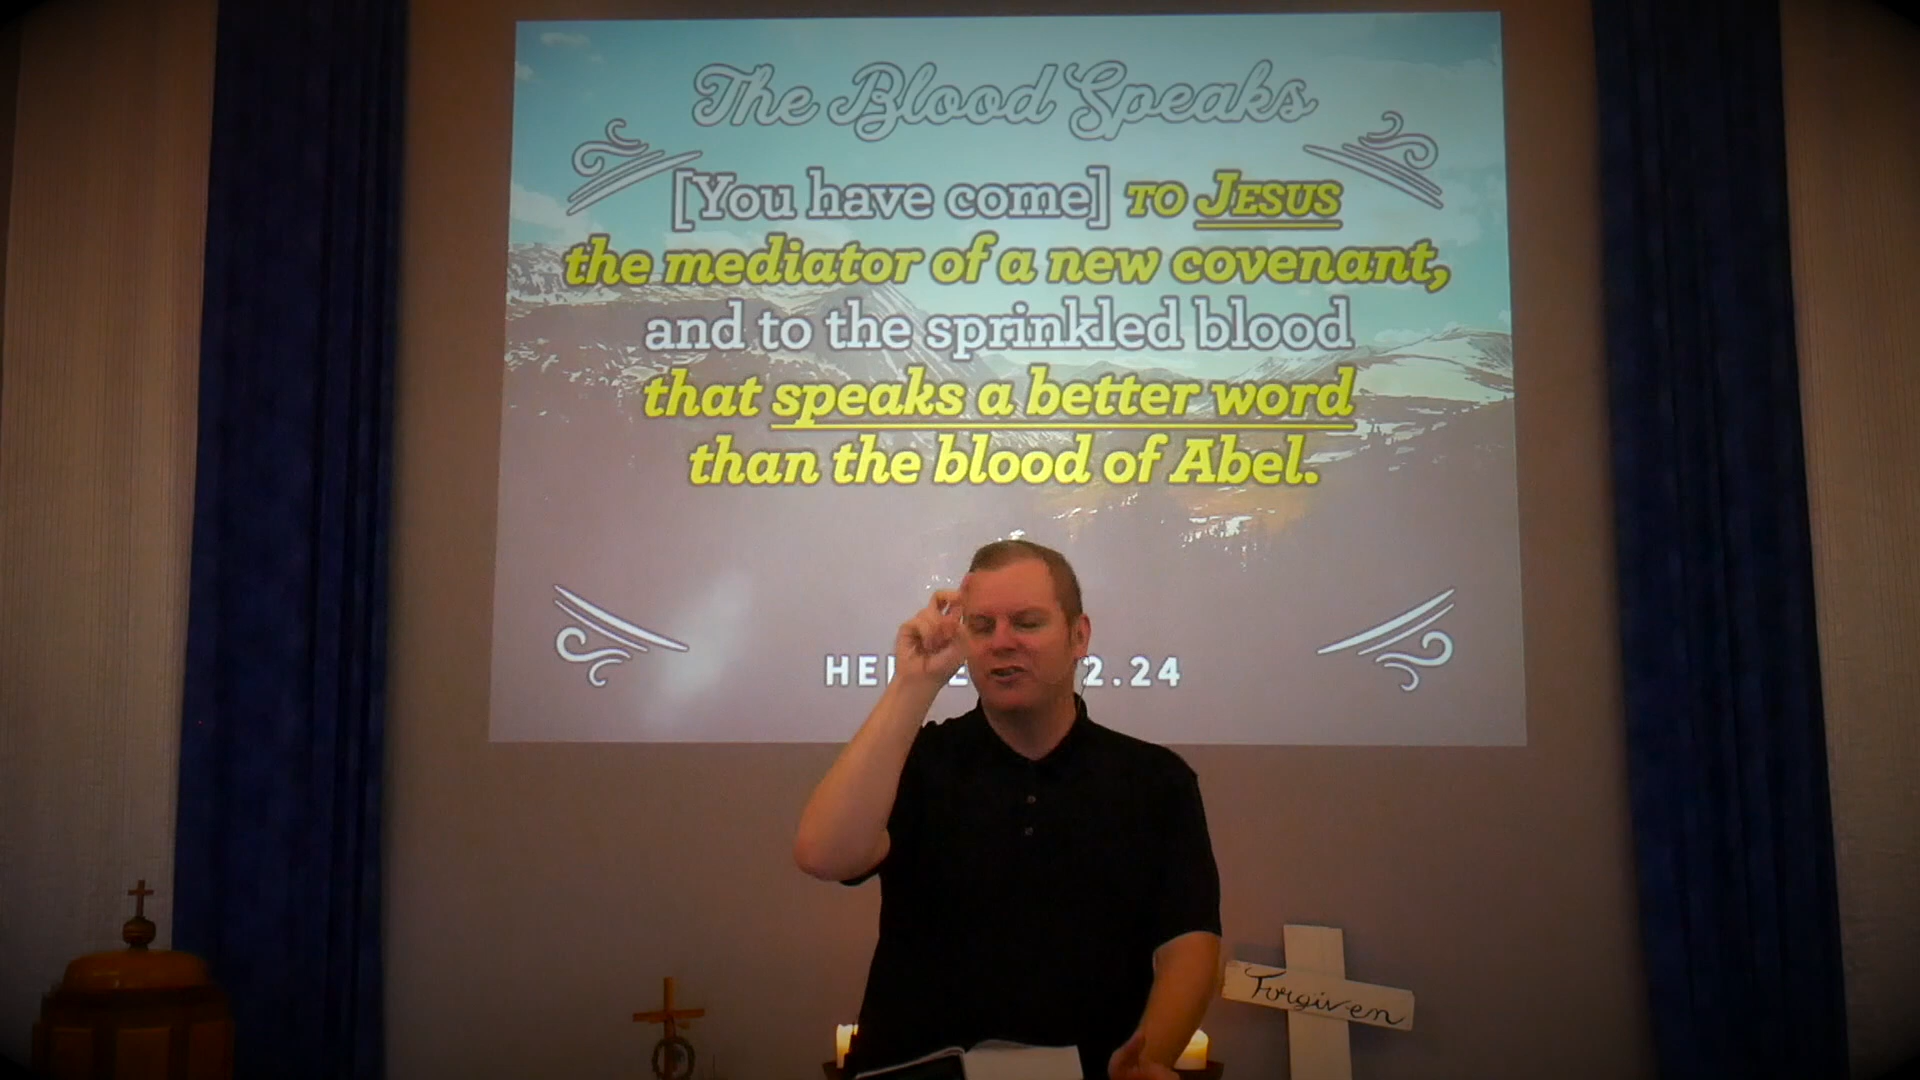 The Blood Speaks
[You have come] TO JESUS
the mediator of a new covenant,
and to the sprinkled blood
that speaks a better word
than the blood of Abel.
2.24
Forgiven